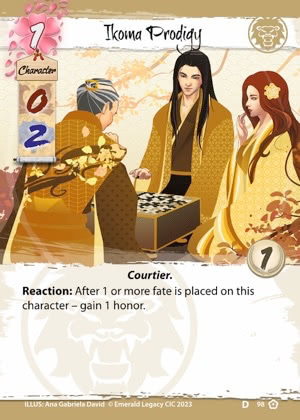 Ikoma Prodigy
1
Character
0
2
1
Courtier.
Reaction: After 1 or more fate is placed on this
character – gain 1 honor.
ILLUS: Ana Gabriela David © Emerald Legacy CIC 2023
D 98